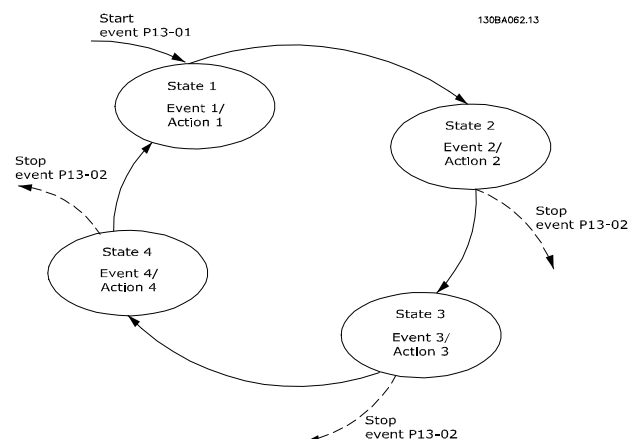 Start
event P13-01
130BA062.13
State 1
Event 1/
Action 1
State 2
Event 2/
Action 2
Stop
event P13-02
Stop
event P13-02
State 4
Event 4/
Action 4
State 3
Event 3/
Action 3
Stop
event P13-02